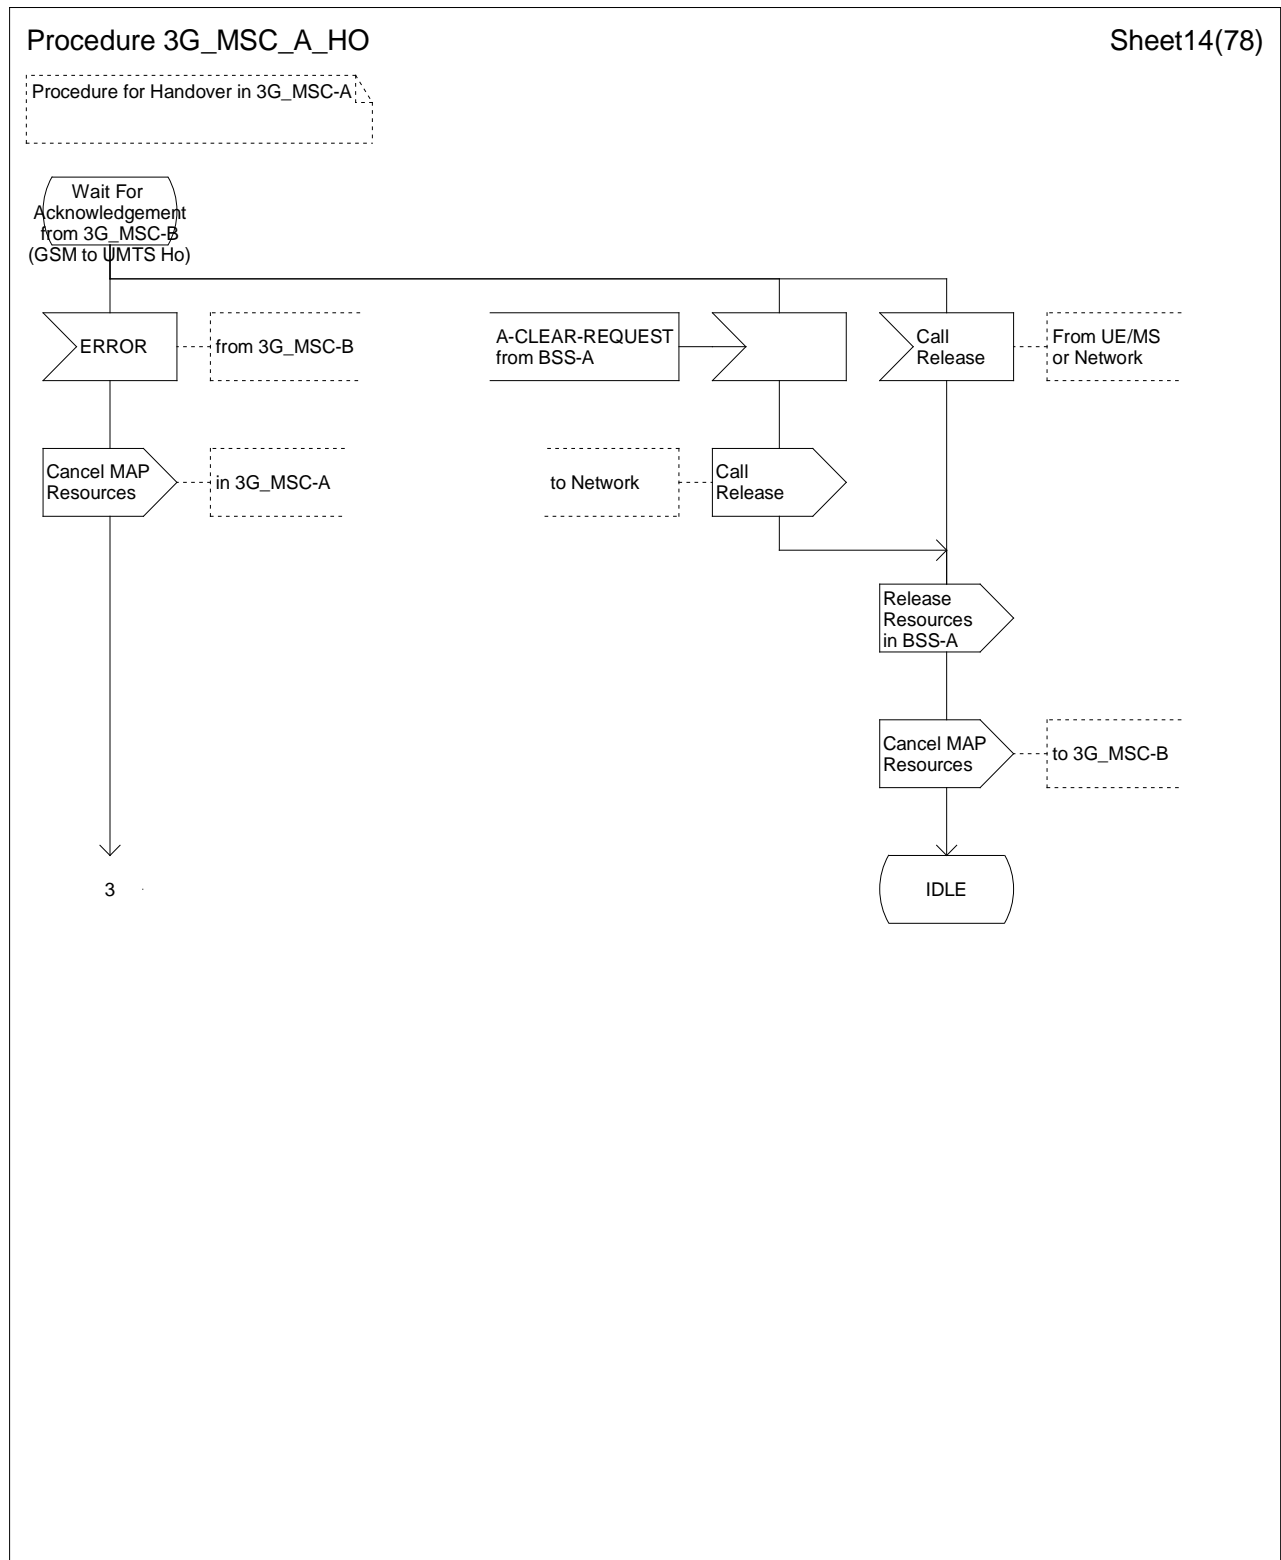 Procedure 3G_MSC_A_HO
Sheet14(78)
Procedure for Handover in 3G_MSC-A
Wait For
Acknowledgement
from 3G_MSC-B
(GSM to UMTS Ho)
ERROR
from 3G_MSC-B
A-CLEAR-REQUEST
from BSS-A
Call
Release
From UE/MS
or Network
Cancel MAP
Resources
in 3G_MSC-A
to Network
Call
Release
Release
Resources
in BSS-A
Cancel MAP
Resources
to 3G_MSC-B
3
IDLE